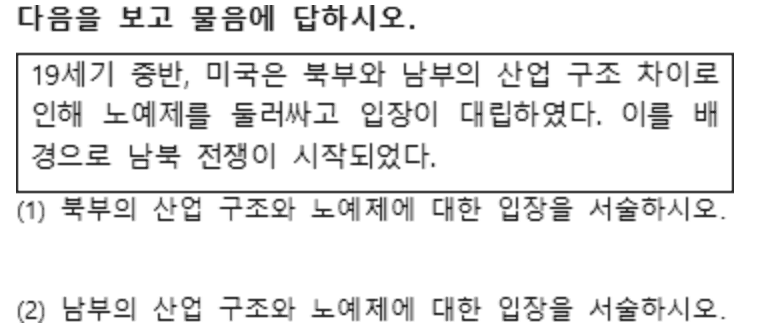 다음을 보고 물음에 답하시오.
19세기 중반, 미국은 북부와 남부의 산업 구조 차이로
인해 노예제를 둘러싸고 입장이 대립하였다. 이를 배
경으로 남북 전쟁이 시작되었다.
(1) 북부의 산업 구조와 노예제에 대한 입장을 서술하시오.
(2) 남부의 산업 구조와 노예제에 대한 입장을 서술하시오.